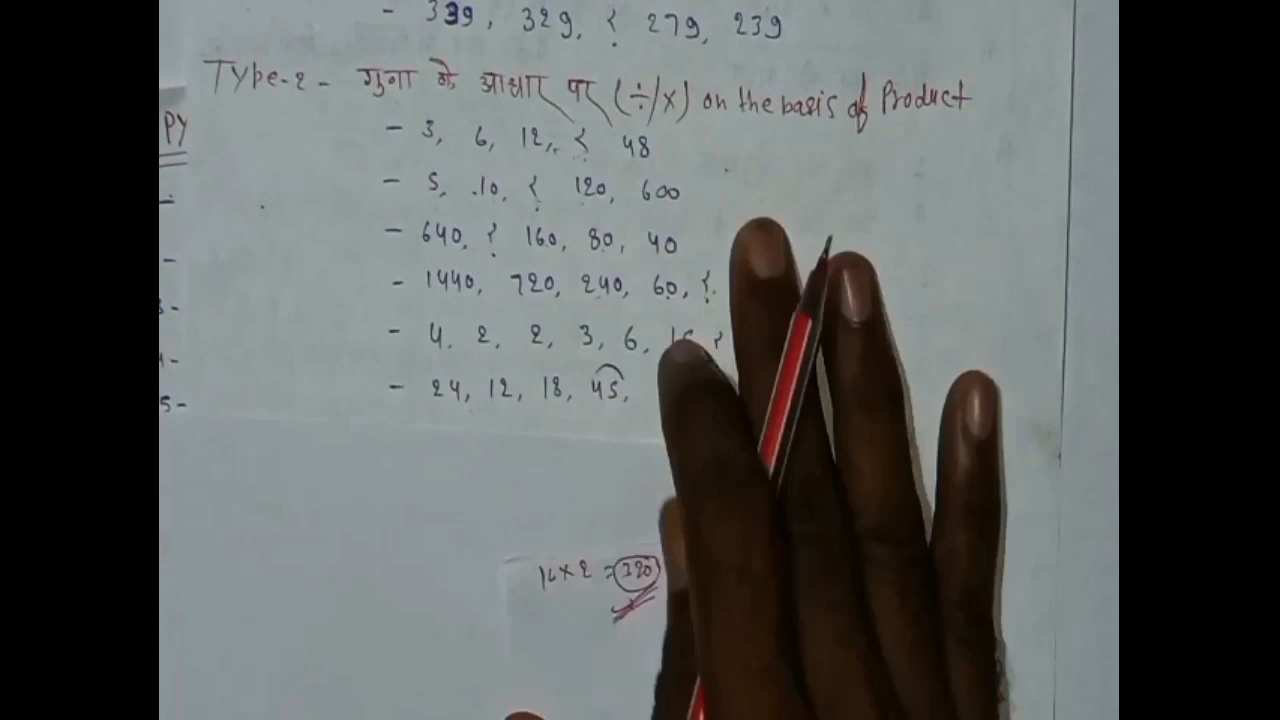 - 339, 329, ? 279, 239
Type-2 - गुना के आधार पर (÷/×) on the basis of Product
PY
- 3, 6, 12, ? 48
- 5, 10, ? 120, 600
- 640, ? 160, 80, 40
- 1440, 720, 240, 60, ?
- 4, 2, 2, 3, 6,
- 24, 12, 18, 45,
5-